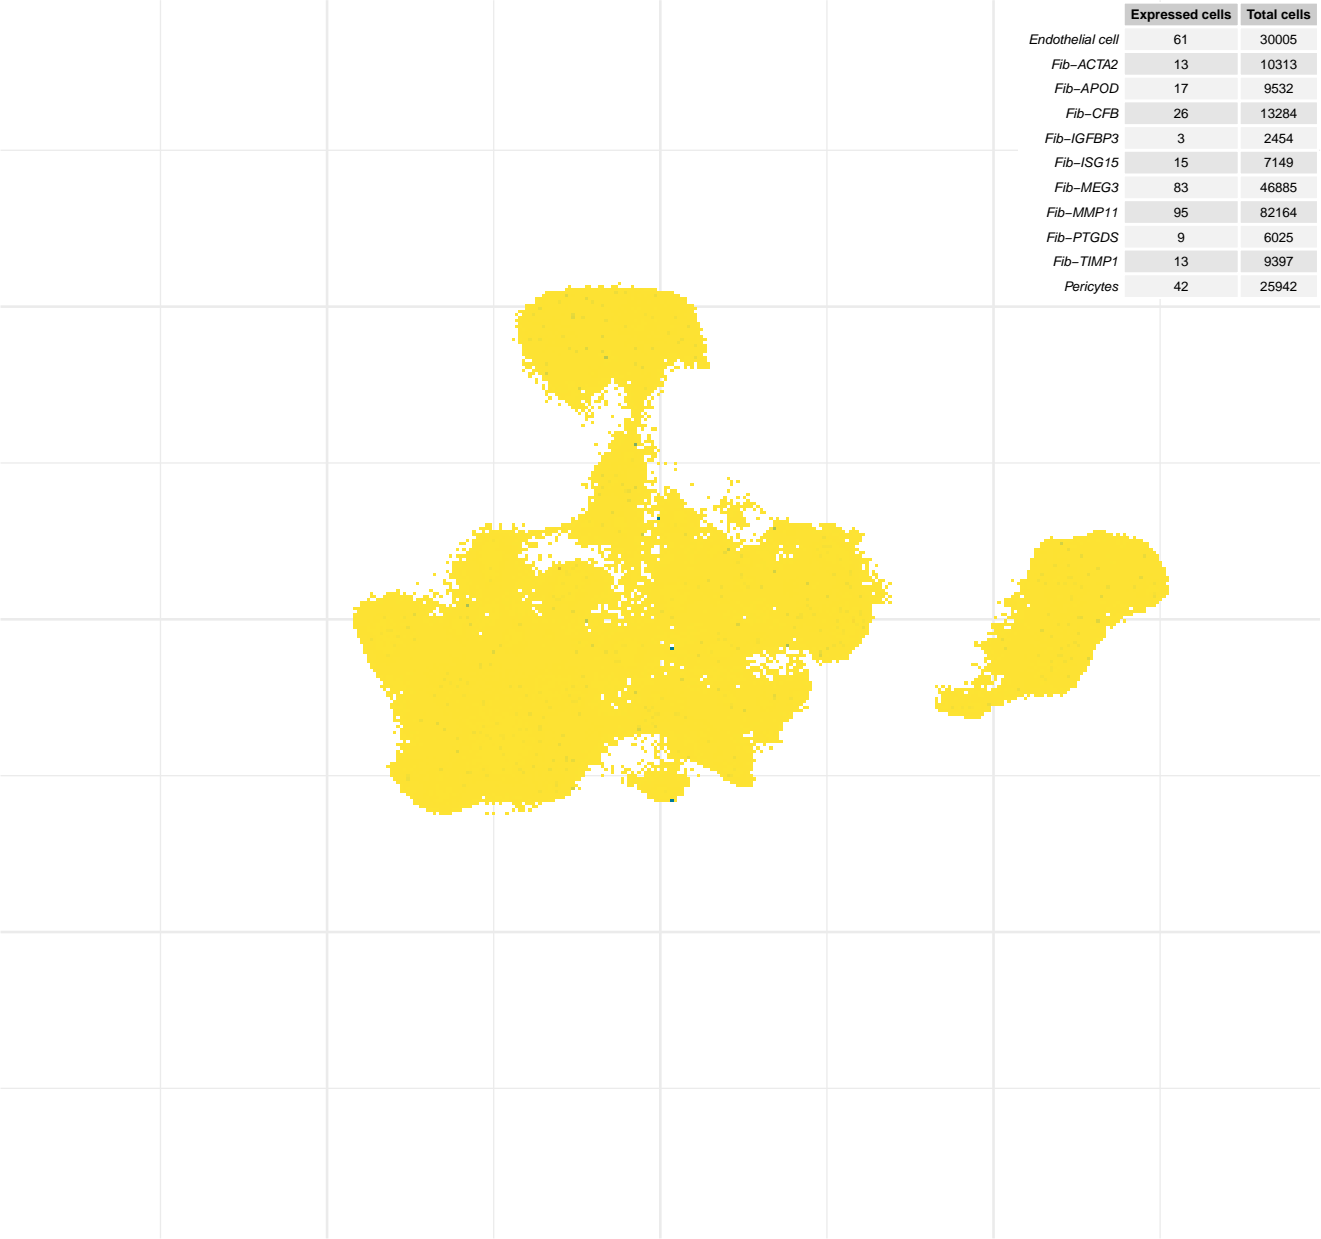 Expressed cells Total cells
Endothelial cell 61 30005
Fib−ACTA2 13 10313
Fib−APOD 17 9532
Fib−CFB 26 13284
Fib−IGFBP3 3 2454
Fib−ISG15 15 7149
Fib−MEG3 83 46885
Fib−MMP11 95 82164
Fib−PTGDS 9 6025
Fib−TIMP1 13 9397
Pericytes 42 25942